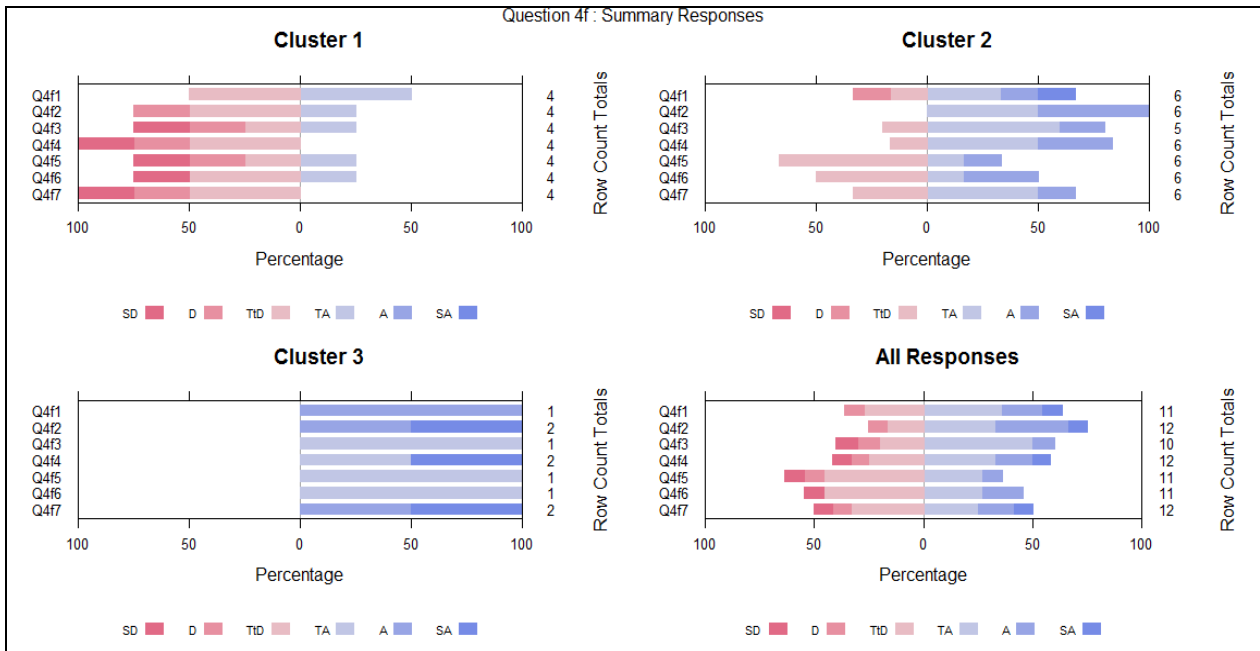 Question 4f : Summary Responses
Cluster 1
Q4f1 4
Q4f2 4
Q4f3 4
Q4f4 4
Q4f5 4
Q4f6 4
Q4f7 4
Row Count Totals
100 50 0 50 100
Percentage
SD D TtD TA A SA
Cluster 2
Q4f1 6
Q4f2 6
Q4f3 5
Q4f4 6
Q4f5 6
Q4f6 6
Q4f7 6
Row Count Totals
100 50 0 50 100
Percentage
SD D TtD TA A SA
Cluster 3
Q4f1 1
Q4f2 2
Q4f3 1
Q4f4 2
Q4f5 1
Q4f6 1
Q4f7 2
Row Count Totals
100 50 0 50 100
Percentage
SD D TtD TA A SA
All Responses
Q4f1 11
Q4f2 12
Q4f3 10
Q4f4 12
Q4f5 11
Q4f6 11
Q4f7 12
Row Count Totals
100 50 0 50 100
Percentage
SD D TtD TA A SA